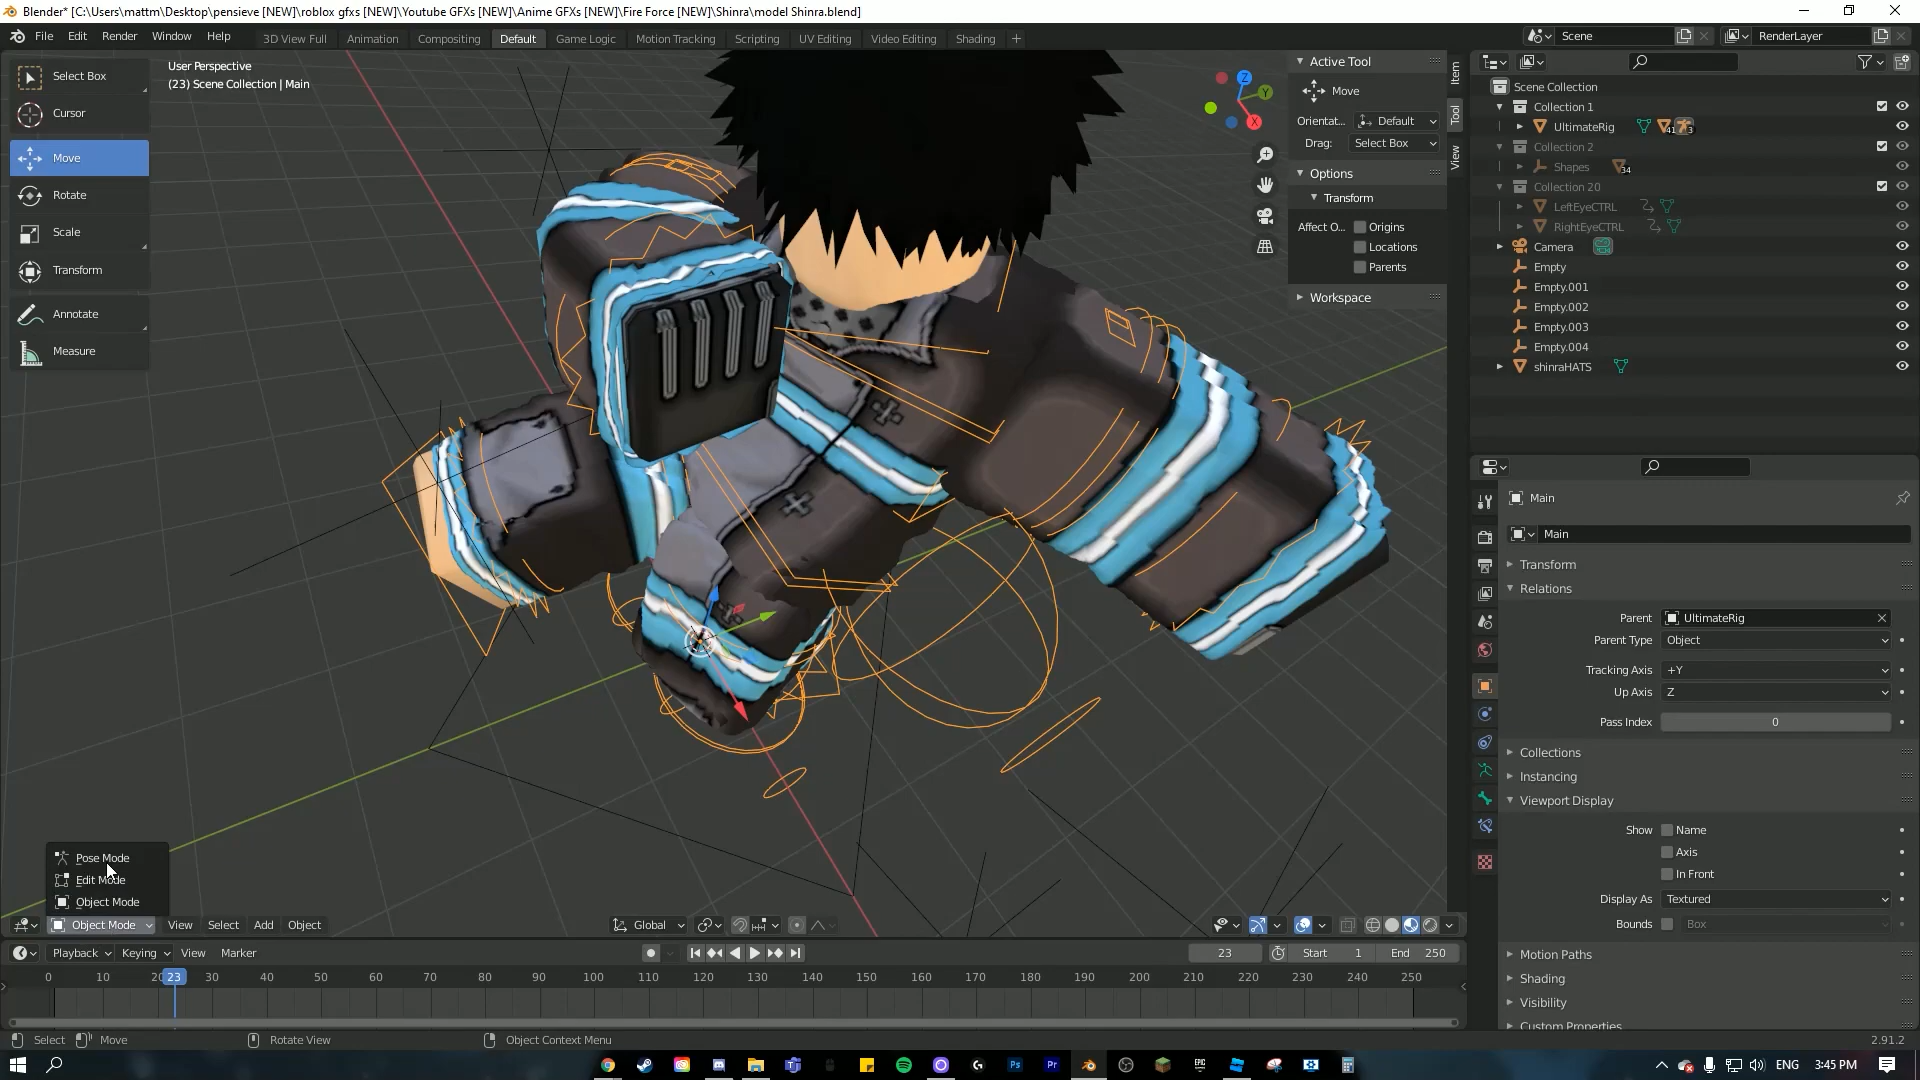 Blender* [C:\Users\mattm\Desktop\pensieve [NEW]\roblox gfxs [NEW]\Youtube GFXs [NEW]\Anime GFXs [NEW]\Fire Force [NEW]\Shinra\model Shinra.blend]
File Edit Render Window Help
3D View Full Animation Compositing Default Game Logic Motion Tracking Scripting UV Editing Video Editing Shading +
Scene
RenderLayer
Select Box
Cursor
Move
Rotate
Scale
Transform
Annotate
Measure
User Perspective
(23) Scene Collection | Main
Z
Y
X
Active Tool
Move
Orientat... Default
Drag: Select Box
Options
Transform
Affect O... Origins
Locations
Parents
Workspace
Item
Tool
View
Scene Collection
Collection 1
UltimateRig 41 3
Collection 2
Shapes 34
Collection 20
LeftEyeCTRL
RightEyeCTRL
Camera
Empty
Empty.001
Empty.002
Empty.003
Empty.004
shinraHATS
Main
Main
Transform
Relations
Parent UltimateRig
Parent Type Object
Tracking Axis +Y
Up Axis Z
Pass Index 0
Collections
Instancing
Viewport Display
Show Name
Axis
In Front
Display As Textured
Bounds Box
Motion Paths
Shading
Visibility
Custom Properties
Pose Mode
Edit Mode
Object Mode
Object Mode View Select Add Object
Global
Playback Keying View Marker
23 Start 1 End 250
0 10 20 23 30 40 50 60 70 80 90 100 110 120 130 140 150 160 170 180 190 200 210 220 230 240 250
Select Move Rotate View Object Context Menu 2.91.2
ENG 3:45 PM